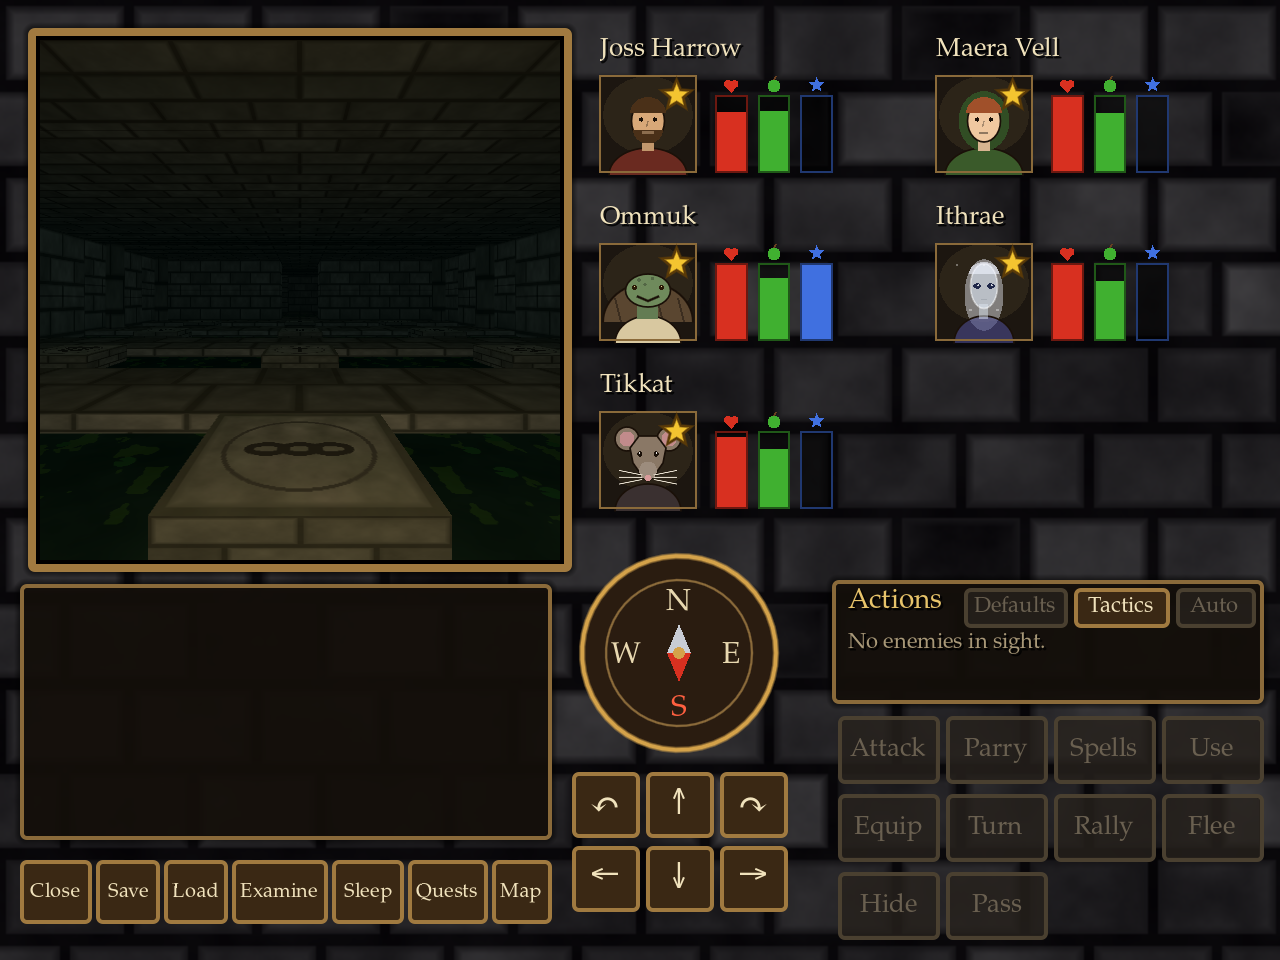 Joss Harrow
Maera Vell
Ommuk
Ithrae
Tikkat
N
W E
S
Actions Defaults Tactics Auto
No enemies in sight.
Attack Parry Spells Use
Equip Turn Rally Flee
Hide Pass
Close Save Load Examine Sleep Quests Map